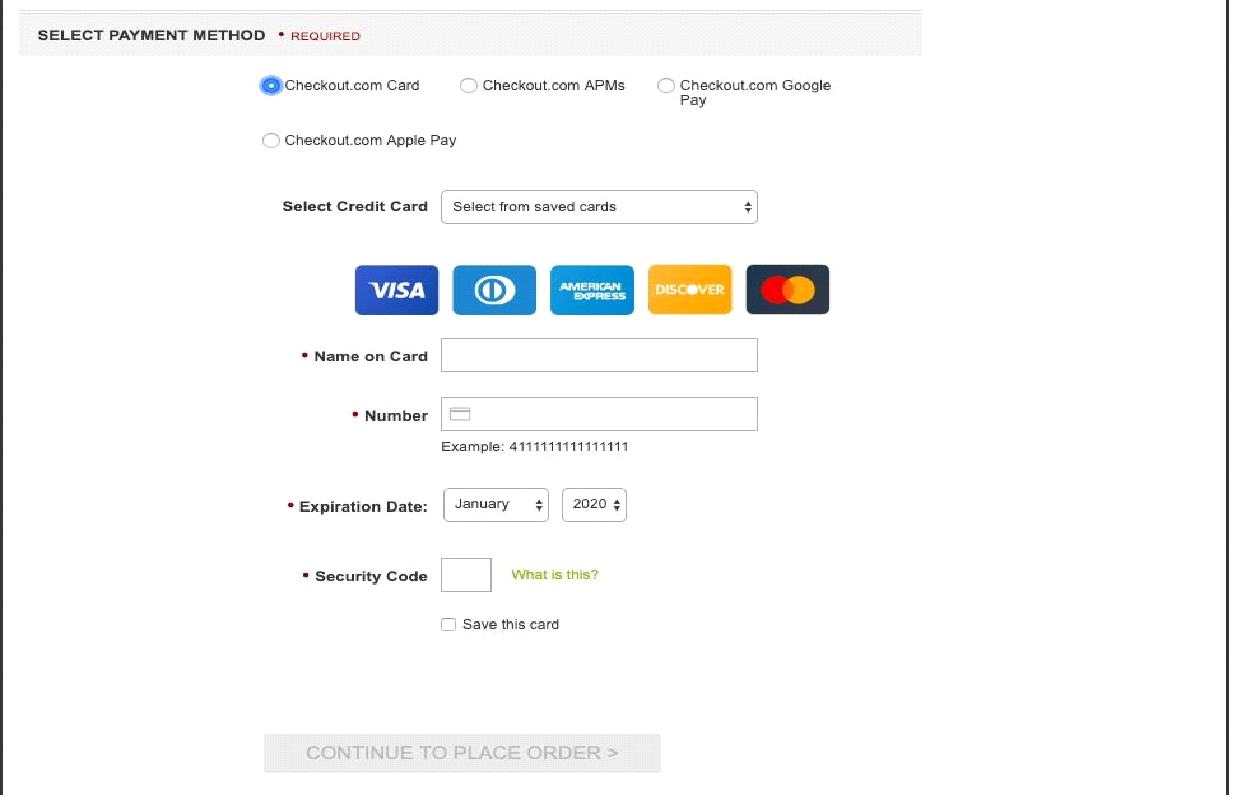 SELECT PAYMENT METHOD • REQUIRED
Checkout.com Card Checkout.com APMs Checkout.com Google
Pay
Checkout.com Apple Pay
Select Credit Card Select from saved cards
VISA AMERICAN EXPRESS DISCOVER
• Name on Card
• Number
Example: 4111111111111111
• Expiration Date: January 2020
• Security Code What is this?
Save this card
CONTINUE TO PLACE ORDER >